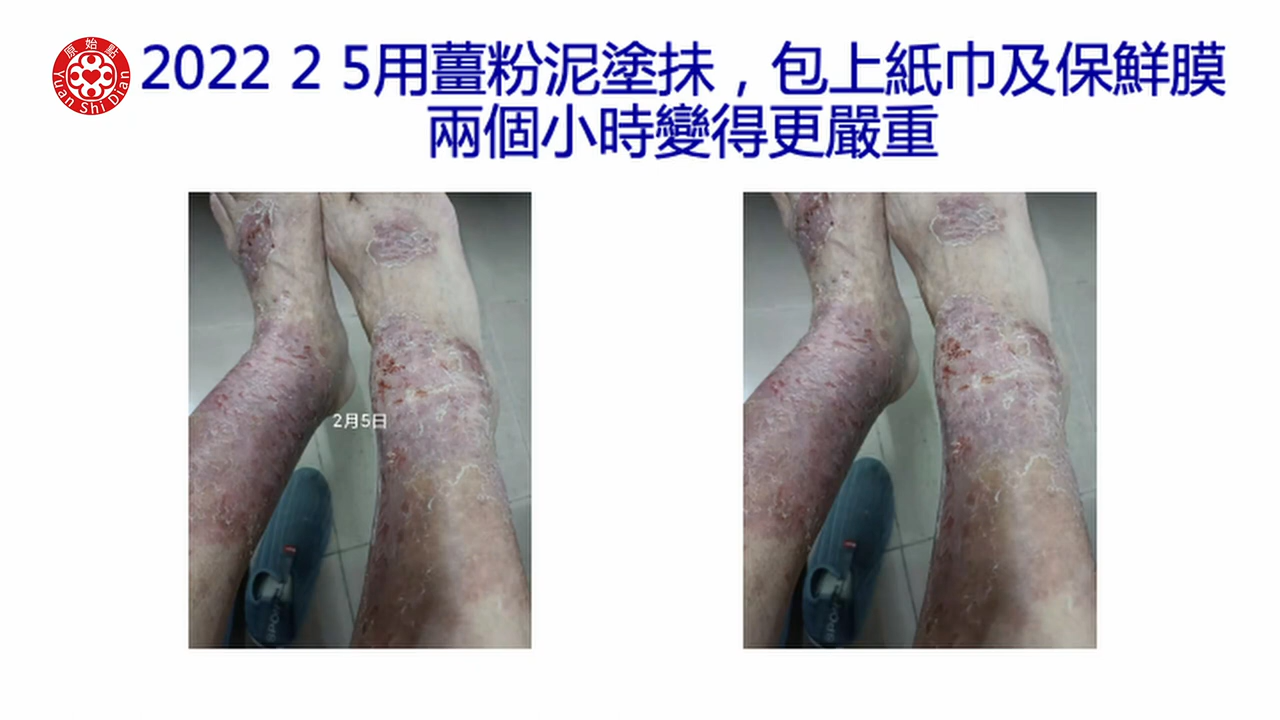 原始點
Yuan Shi Dian
2022 2 5用薑粉泥塗抹，包上紙巾及保鮮膜
兩個小時變得更嚴重
2月5日